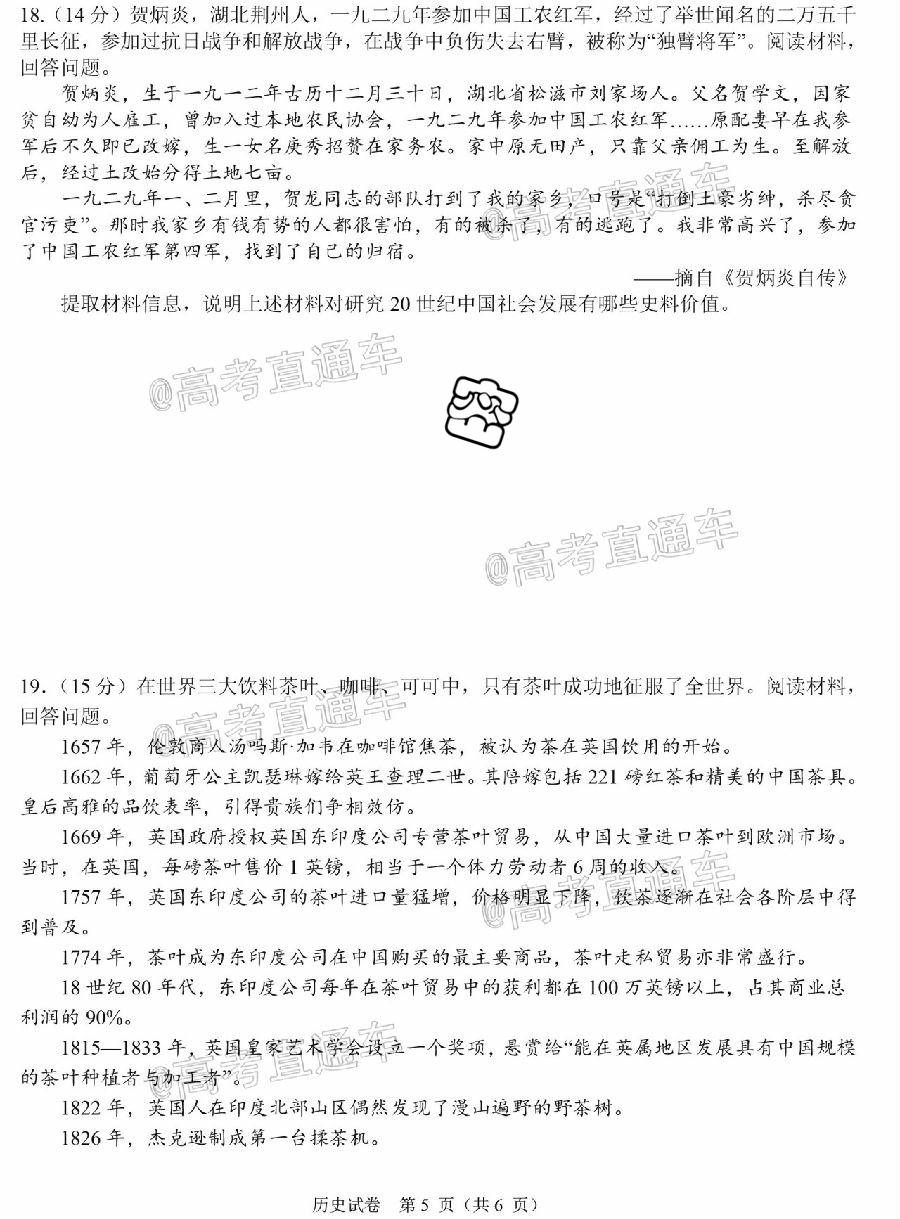 18.（14 分）贺炳炎，湖北荆州人，一九二九年参加中国工农红军，经过了举世闻名的二万五千
里长征，参加过抗日战争和解放战争，在战争中负伤失去右臂，被称为“独臂将军”。阅读材料，
回答问题。
贺炳炎，生于一九一二年古历十二月三十日，湖北省松滋市刘家场人。父名贺学文，因家
贫自幼为人雇工，曾加入过本地农民协会，一九二九年参加中国工农红军……原配妻早在我参
军后不久即已改嫁，生一女名庚秀招赘在家务农。家中原无田产，只靠父亲佣工为生。至解放
后，经过土改始分得土地七亩。
一九二九年一、二月里，贺龙同志的部队打到了我的家乡，口号是“打倒土豪劣绅，杀尽贪
官污吏”。那时我家乡有钱有势的人都很害怕，有的被杀了，有的逃跑了。我非常高兴了，参加
了中国工农红军第四军，找到了自己的归宿。
——摘自《贺炳炎自传》
提取材料信息，说明上述材料对研究 20 世纪中国社会发展有哪些史料价值。
@高考直通车
@高考直通车
@高考直通车
19.（15 分）在世界三大饮料茶叶、咖啡、可可中，只有茶叶成功地征服了全世界。阅读材料，
回答问题。
@高考直通车
1657 年，伦敦商人汤吗斯·加韦在咖啡馆焦茶，被认为茶在英国饮用的开始。
1662 年，葡萄牙公主凯瑟琳嫁给英王查理二世。其陪嫁包括 221 磅红茶和精美的中国茶具。
皇后高雅的品饮表率，引得贵族们争相效仿。
1669 年，英国政府授权英国东印度公司专营茶叶贸易，从中国大量进口茶叶到欧洲市场。
当时，在英国，每磅茶叶售价 1 英镑，相当于一个体力劳动者 6 周的收入。
1757 年，英国东印度公司的茶叶进口量猛增，价格明显下降，饮茶逐渐在社会各阶层中得
到普及。
@高考直通车
1774 年，茶叶成为东印度公司在中国购买的最主要商品，茶叶走私贸易亦非常盛行。
18 世纪 80 年代，东印度公司每年在茶叶贸易中的获利都在 100 万英镑以上，占其商业总
利润的 90%。
1815—1833 年，英国皇家艺术学会设立一个奖项，悬赏给“能在英属地区发展具有中国规模
的茶叶种植者与加工者”。
@高考直通车
1822 年，英国人在印度北部山区偶然发现了漫山遍野的野茶树。
1826 年，杰克逊制成第一台揉茶机。
历史试卷 第 5 页（共 6 页）